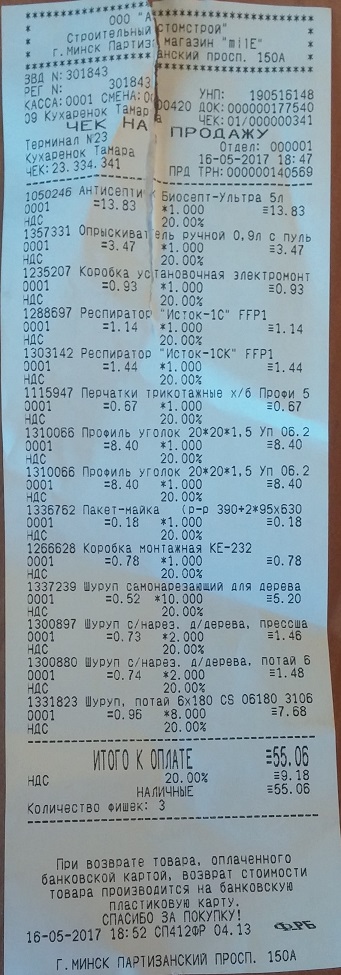 ООО "А
Строительный стомстрой"
г.МИНСК Партиз магазин "milE"
занский просп. 150А
ЗВД N:301843
РЕГ N: 301843
УНП: 190516148
КАССА:0001 СМЕНА:0 00420 ДОК:000000177540
09 Кухаренок Тамар ЧЕК:01/000000341
ЧЕК НА ПРОДАЖУ
Терминал N23 Отдел: 000001
Кухаренок Тамара 16-05-2017 18:47
ЧЕК:23.334.341 ПРД ТРН:000000140569
1050246 Антисепти к Биосепт-Ультра 5л
0001 =13.83 *1.000 ≡13.83
НДС 20.00%
1357331 Опрыскиватель ручной 0,9л с пуль
0001 =3.47 *1.000 ≡3.47
НДС 20.00%
1235207 Коробка установочная электромонт
0001 =0.93 *1.000 ≡0.93
НДС 20.00%
1288697 Респиратор "Исток-1С" FFP1
0001 =1.14 *1.000 ≡1.14
НДС 20.00%
1303142 Респиратор "Исток-1СК" FFP1
0001 =1.44 *1.000 ≡1.44
НДС 20.00%
1115947 Перчатки трикотажные х/б Профи 5
0001 =0.67 *1.000 ≡0.67
НДС 20.00%
1310066 Профиль уголок 20*20*1,5 Уп 06.2
0001 =8.40 *1.000 ≡8.40
НДС 20.00%
1310066 Профиль уголок 20*20*1,5 Уп 06.2
0001 =8.40 *1.000 ≡8.40
НДС 20.00%
1336762 Пакет-майка (р-р 390+2*95х630
0001 =0.18 *1.000 ≡0.18
НДС 20.00%
1266628 Коробка монтажная КЕ-232
0001 =0.78 *1.000 ≡0.78
НДС 20.00%
1337239 Шуруп самонарезающий для дерева
0001 =0.52 *10.000 ≡5.20
НДС 20.00%
1300897 Шуруп с/нарез. д/дерева, прессша
0001 =0.73 *2.000 ≡1.46
НДС 20.00%
1300880 Шуруп с/нарез. д/дерева, потай 6
0001 =0.74 *2.000 ≡1.48
НДС 20.00%
1331823 Шуруп, потай 6х180 CS 06180 3106
0001 =0.96 *8.000 ≡7.68
НДС 20.00%
ИТОГО К ОПЛАТЕ ≡55.06
НДС 20.00% ≡9.18
НАЛИЧНЫЕ ≡55.06
Количество фишек: 3
При возврате товара, оплаченного
банковской картой, возврат стоимости
товара производится на банковскую
пластиковую карту.
СПАСИБО ЗА ПОКУПКУ!
16-05-2017 18:52 СП412ФР 04.13 ФРБ
Г.МИНСК ПАРТИЗАНСКИЙ ПРОСП. 150А